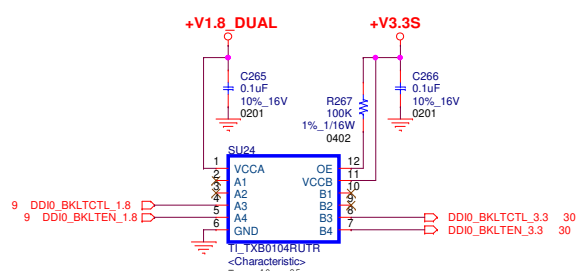 +V1.8_DUAL
+V3.3S
C265
0.1uF
10%_16V
0201
C266
0.1uF
10%_16V
0201
R267
100K
1%_1/16W
0402
SU24
1 VCCA OE 12
2 A1 VCCB 11
3 A2 B1 10
9 DDI0_BKLTCTL_1.8 4 A3 B2 9
9 DDI0_BKLTEN_1.8 5 A4 B3 8 DDI0_BKLTCTL_3.3 30
6 GND B4 7 DDI0_BKLTEN_3.3 30
TI_TXB0104RUTR
<Characteristic>